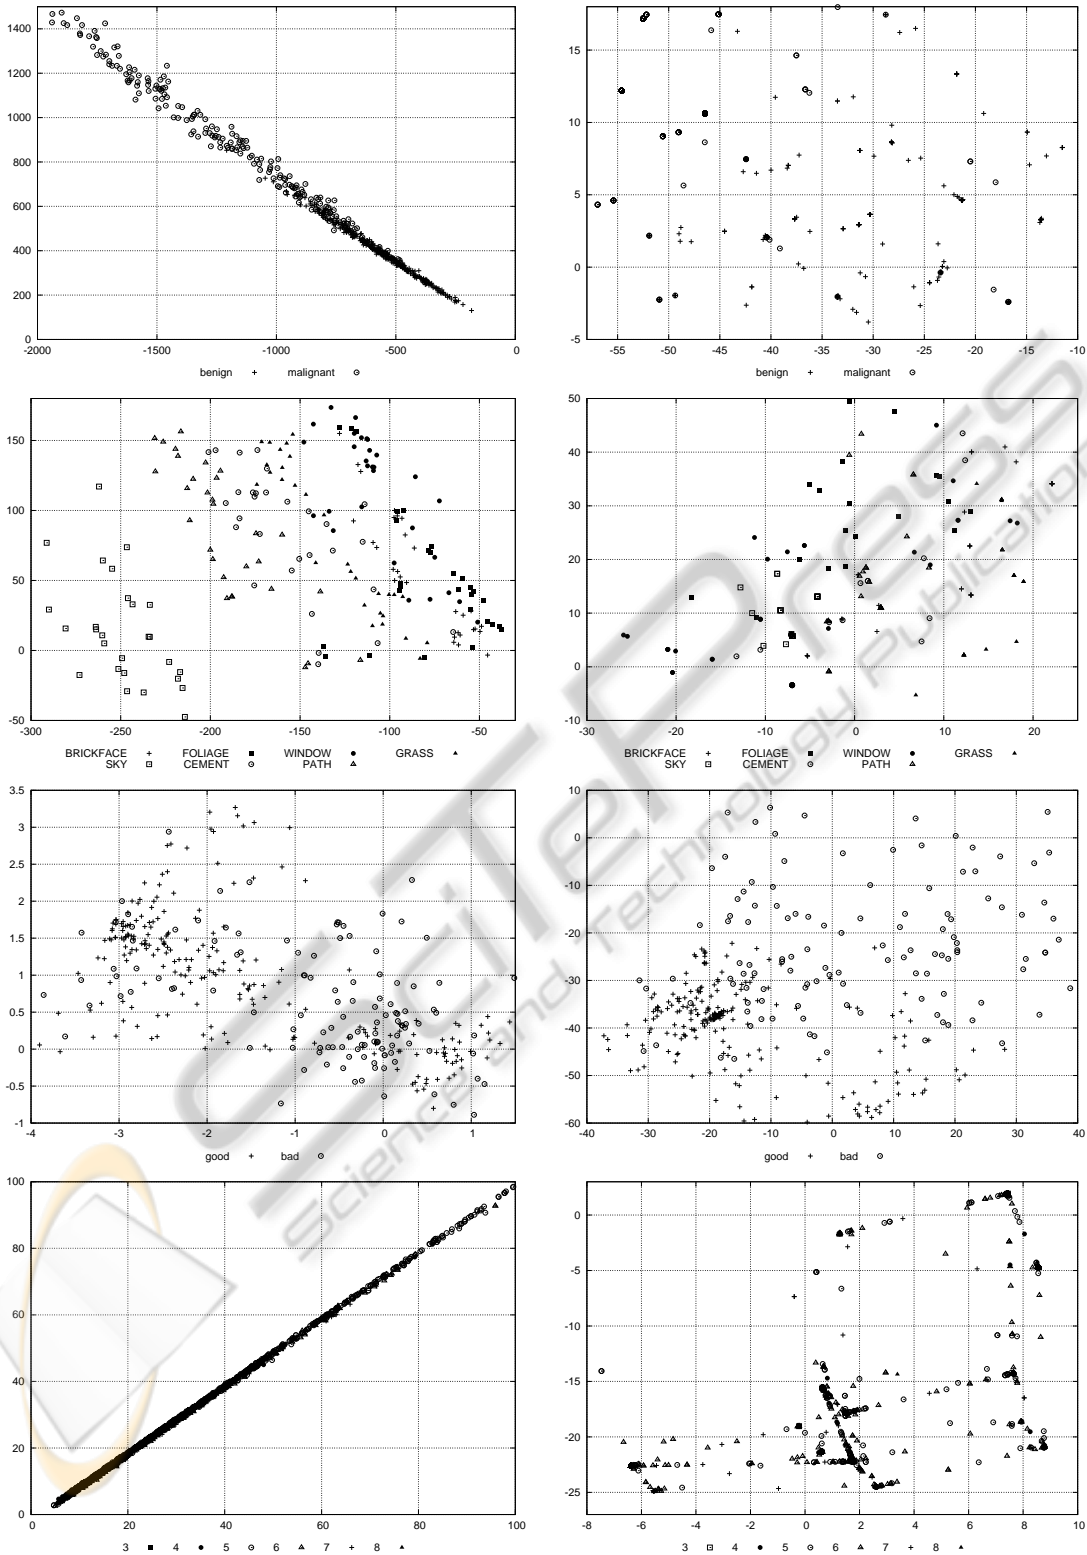 1400
1200
1000
800
600
400
200
0
-2000 -1500 -1000 -500 0
benign + malignant
15
10
5
0
-5
-55 -50 -45 -40 -35 -30 -25 -20 -15 -10
benign + malignant
150
100
50
0
-50
-300 -250 -200 -150 -100 -50
BRICKFACE + FOLIAGE WINDOW GRASS
SKY CEMENT PATH
50
40
30
20
10
0
-10
-20 -10 0 10 20
BRICKFACE + FOLIAGE WINDOW GRASS
SKY CEMENT PATH
3.5
3
2.5
2
1.5
1
0.5
0
-0.5
-1
-4 -3 -2 -1 0 1
good + bad
10
0
-10
-20
-30
-40
-50
-60
-40 -30 -20 -10 0 10 20 30 40
good + bad
100
80
60
40
20
0
0 20 40 60 80 100
3 4 5 6 7 + 8
0
-5
-10
-15
-20
-25
-8 -6 -4 -2 0 2 4 6 8 10
3 4 5 6 7 + 8
SciTePress
Science and Technology Publications